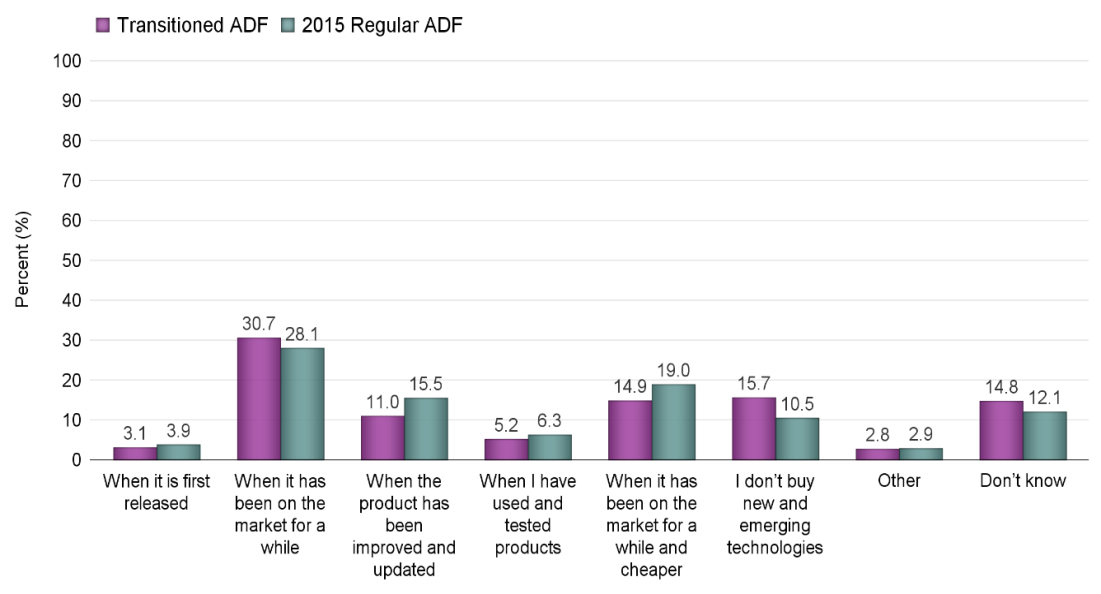 Transitioned ADF 2015 Regular ADF
100
90
80
70
60
50
40
30
20
10
0
Percent (%)
30.7
28.1
3.1
3.9
11.0
15.5
5.2
6.3
14.9
19.0
15.7
10.5
2.8
2.9
14.8
12.1
When it is first
released
When it has
been on the
market for a
while
When the
product has
been
improved and
updated
When I have
used and
tested
products
When it has
been on the
market for a
while and
cheaper
I don't buy
new and
emerging
technologies
Other
Don't know